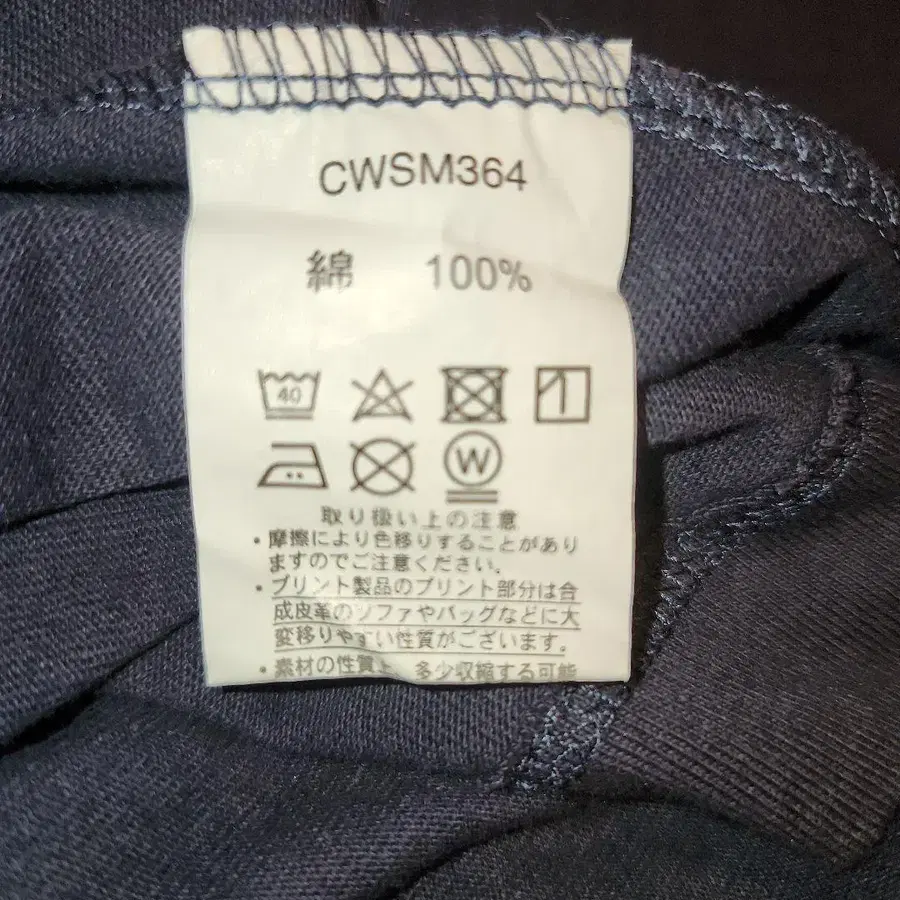 CWSM364
綿 100%
40
W
取り扱い上の注意
・摩擦により色移りすることがあり
ますのでご注意ください。
・プリント製品のプリント部分は合
成皮革のソファやバッグなどに大
変移りやすい性質がございます。
・素材の性質上 多少収縮する可能